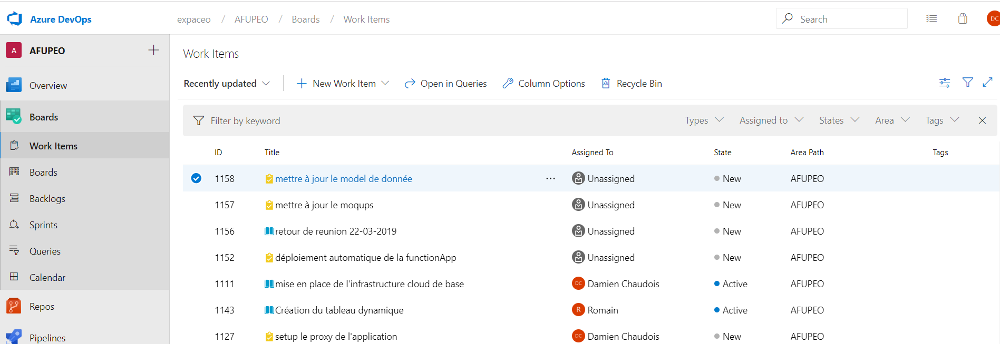 Azure DevOps
expaceo / AFUPEO / Boards / Work Items
Search
DC
A AFUPEO
Overview
Boards
Work Items
Boards
Backlogs
Sprints
Queries
Calendar
Repos
Pipelines
Work Items
Recently updated New Work Item Open in Queries Column Options Recycle Bin
Filter by keyword Types Assigned to States Area Tags
ID Title Assigned To State Area Path Tags
1158 mettre à jour le model de donnée ... Unassigned New AFUPEO
1157 mettre à jour le moqups Unassigned New AFUPEO
1156 retour de reunion 22-03-2019 Unassigned New AFUPEO
1152 déploiement automatique de la functionApp Unassigned New AFUPEO
1111 mise en place de l'infrastructure cloud de base DC Damien Chaudois Active AFUPEO
1143 Création du tableau dynamique R Romain Active AFUPEO
1127 setup le proxy de l'application DC Damien Chaudois New AFUPEO